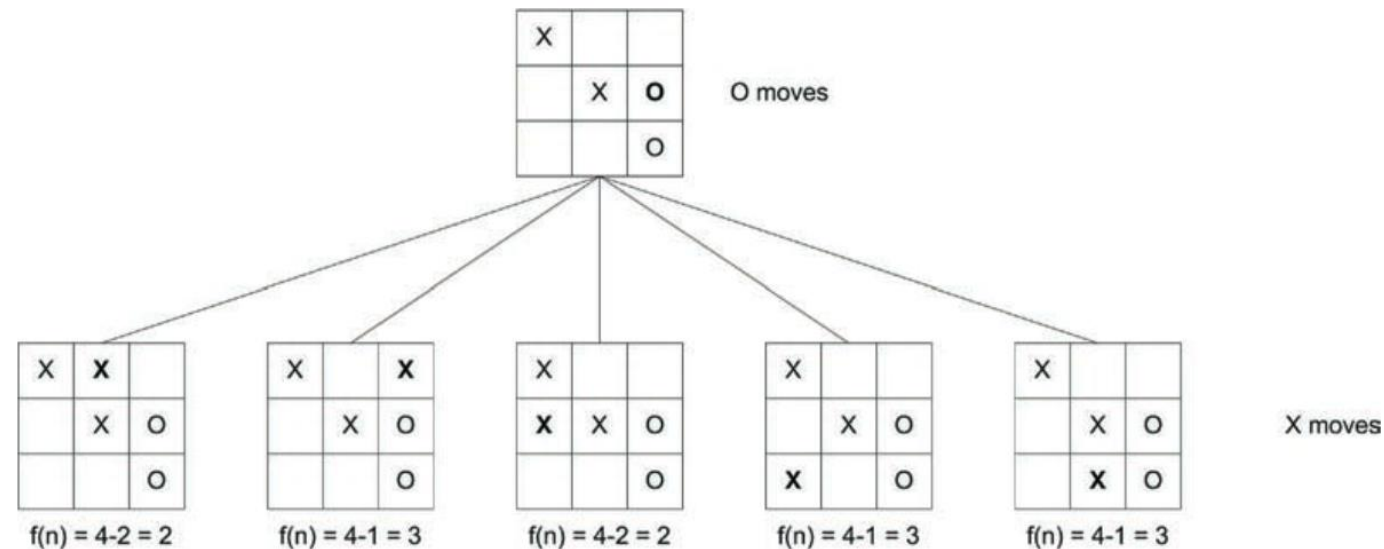 X
X O O moves
O
X X
X O
O
f(n) = 4-2 = 2
X X
X O
O
f(n) = 4-1 = 3
X
X X O
O
f(n) = 4-2 = 2
X
X O
X O
f(n) = 4-1 = 3
X
X O
X O
f(n) = 4-1 = 3
X moves